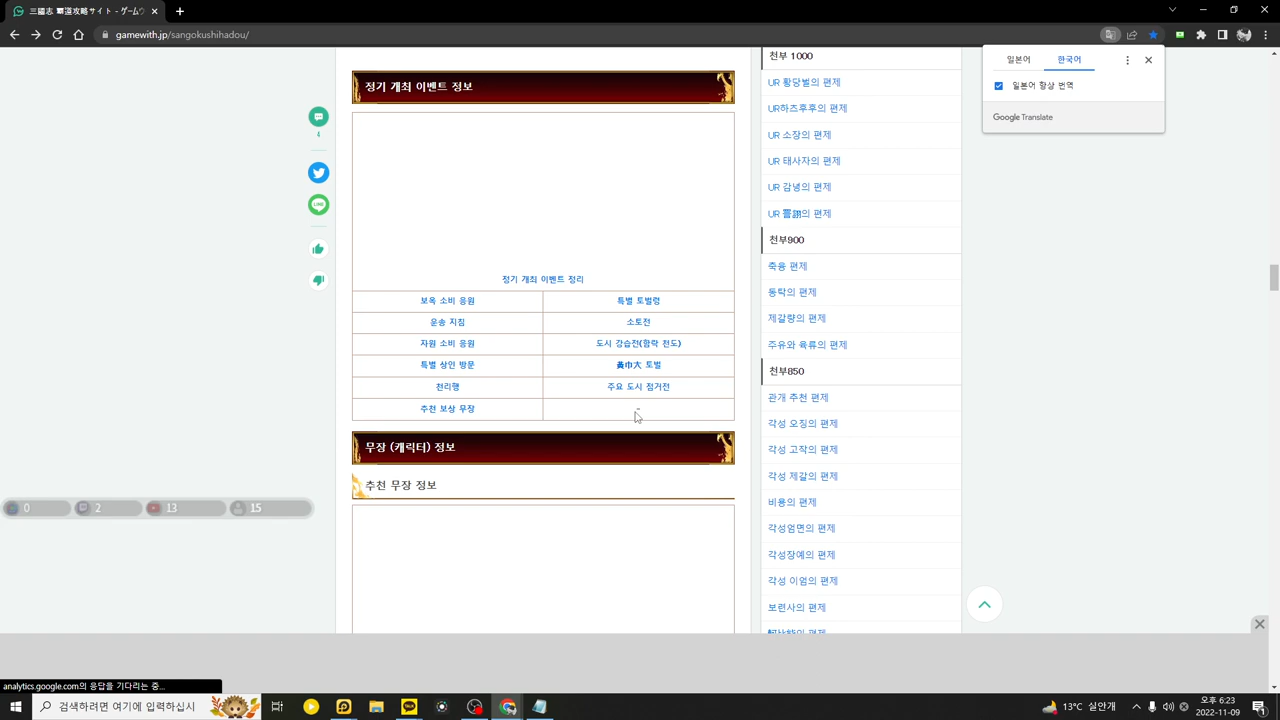 三國志 覇道攻略サイト - ゲームウィ
gamewith.jp/sangokushihadou/
일본어
한국어
일본어 항상 번역
Google Translate
4
LINE
정기 개최 이벤트 정보
정기 개최 이벤트 정리
보옥 소비 응원
특별 토벌령
운송 지침
소토전
자원 소비 응원
도시 강습전(함락 천도)
특별 상인 방문
黃巾大 토벌
천리행
주요 도시 점거전
추천 보상 무장
-
무장 (캐릭터) 정보
추천 무장 정보
천부 1000
UR 황당벌의 편제
UR하즈후후의 편제
UR 소장의 편제
UR 태사자의 편제
UR 감녕의 편제
UR 의 편제
천부900
축융 편제
동탁의 편제
제갈량의 편제
주유와 육류의 편제
천부850
관개 추천 편제
각성 오징의 편제
각성 고작의 편제
각성 제갈의 편제
비용의 편제
각성엄면의 편제
각성장예의 편제
각성 이엄의 편제
보련사의 편제
0
2
13
15
analytics.google.com의 응답을 기다리는 중...
검색하려면 여기에 입력하십시
13°C 실안개
오후 6:23
2022-11-09